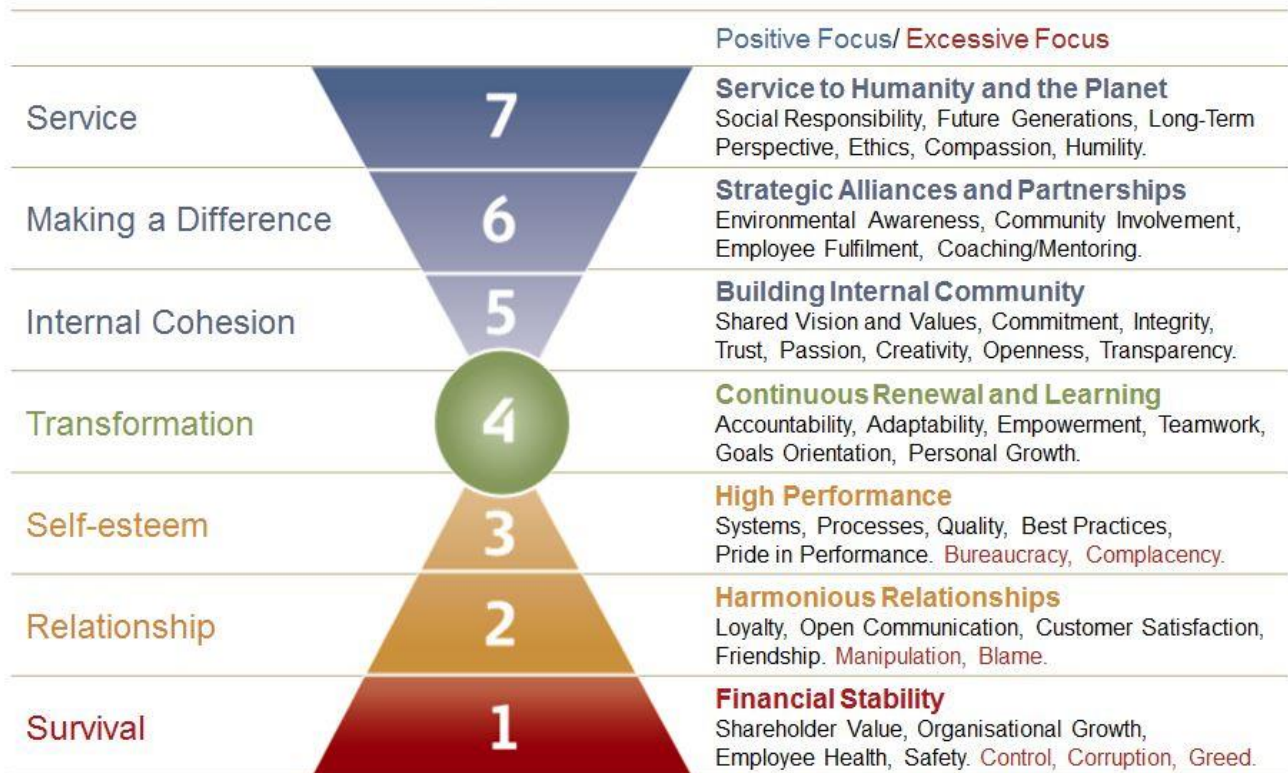 Positive Focus/ Excessive Focus
Service
7
Service to Humanity and the Planet
Social Responsibility, Future Generations, Long-Term
Perspective, Ethics, Compassion, Humility.
Making a Difference
6
Strategic Alliances and Partnerships
Environmental Awareness, Community Involvement,
Employee Fulfilment, Coaching/Mentoring.
Internal Cohesion
5
Building Internal Community
Shared Vision and Values, Commitment, Integrity,
Trust, Passion, Creativity, Openness, Transparency.
Transformation
4
Continuous Renewal and Learning
Accountability, Adaptability, Empowerment, Teamwork,
Goals Orientation, Personal Growth.
Self-esteem
3
High Performance
Systems, Processes, Quality, Best Practices,
Pride in Performance. Bureaucracy, Complacency.
Relationship
2
Harmonious Relationships
Loyalty, Open Communication, Customer Satisfaction,
Friendship. Manipulation, Blame.
Survival
1
Financial Stability
Shareholder Value, Organisational Growth,
Employee Health, Safety. Control, Corruption, Greed.